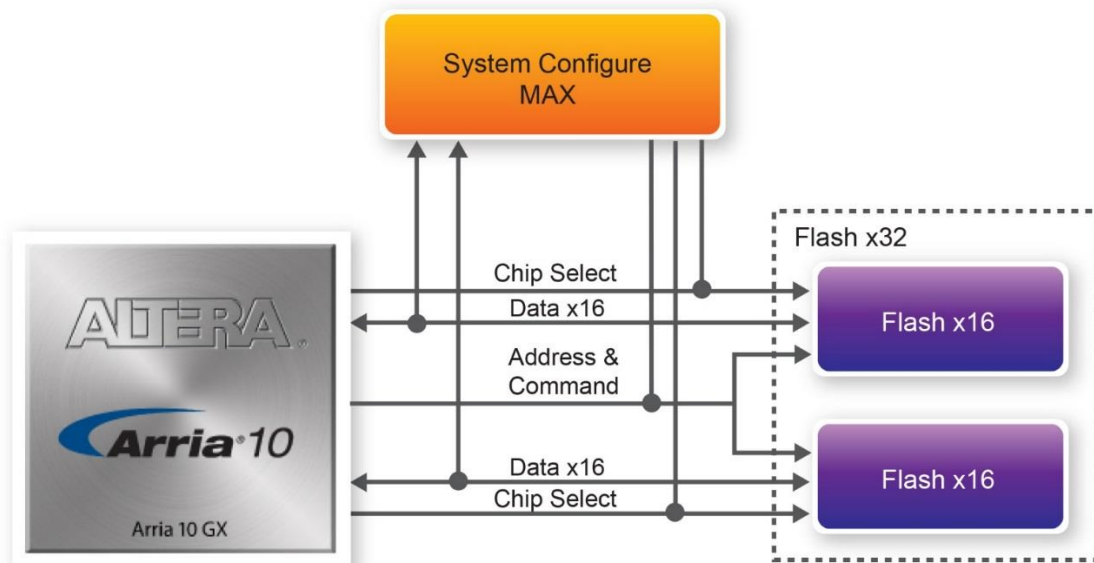 System Configure
MAX
Flash x32
Chip Select
Data x16
Flash x16
Address &
Command
Data x16
Chip Select
Flash x16
ALTERA®
Arria® 10
Arria 10 GX